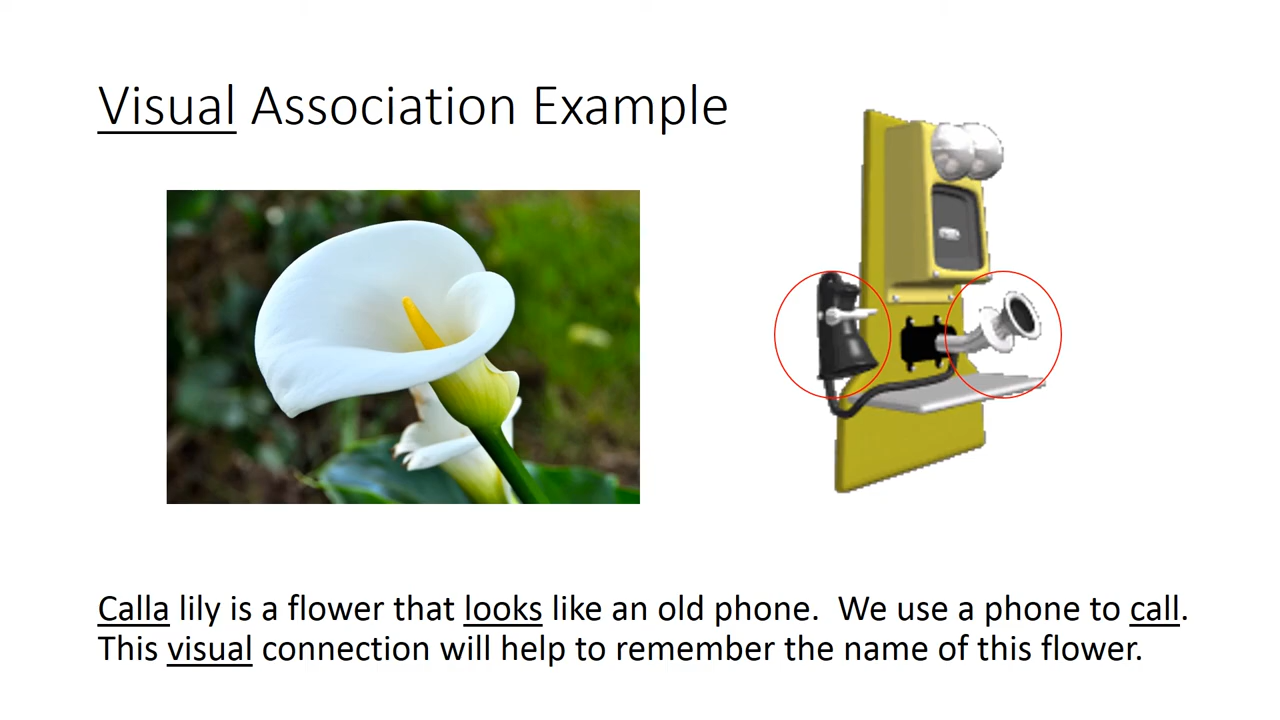 Visual Association Example
Calla lily is a flower that looks like an old phone.  We use a phone to call.
This visual connection will help to remember the name of this flower.